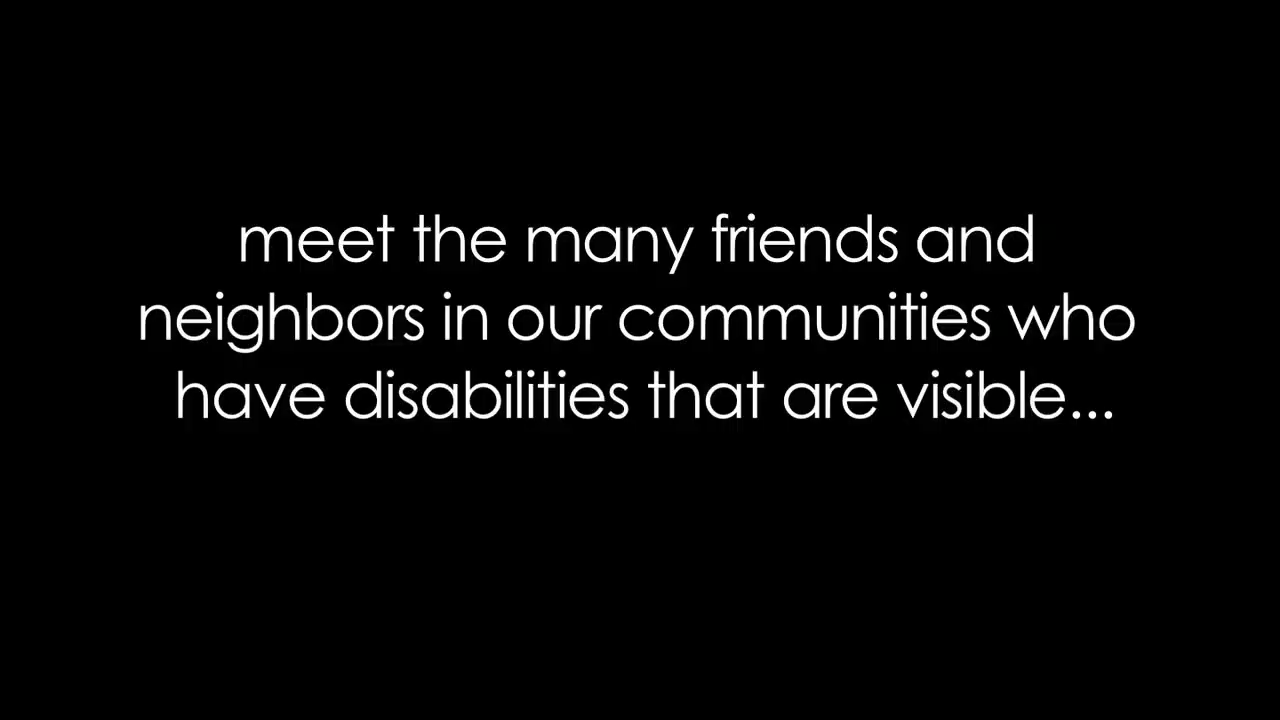 meet the many friends and
neighbors in our communities who
have disabilities that are visible...